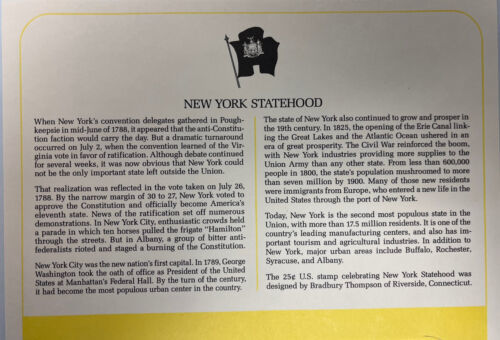 NEW YORK STATEHOOD
When New York's convention delegates gathered in Pough-
keepsie in mid-June of 1788, it appeared that the anti-Constitu-
tion faction would carry the day. But a dramatic turnaround
occurred on July 2, when the convention learned of the Vir-
ginia vote in favor of ratification. Although debate continued
for several weeks, it was now obvious that New York could
not be the only important state left outside the Union.
That realization was reflected in the vote taken on July 26,
1788. By the narrow margin of 30 to 27, New York voted to
approve the Constitution and officially become America's
eleventh state. News of the ratification set off numerous
demonstrations. In New York City, enthusiastic crowds held
a parade in which ten horses pulled the frigate "Hamilton"
through the streets. But in Albany, a group of bitter anti-
federalists rioted and staged a burning of the Constitution.
New York City was the new nation's first capital. In 1789, George
Washington took the oath of office as President of the United
States at Manhattan's Federal Hall. By the turn of the century,
it had become the most populous urban center in the country.
The state of New York also continued to grow and prosper in
the 19th century. In 1825, the opening of the Erie Canal link-
ing the Great Lakes and the Atlantic Ocean ushered in an
era of great prosperity. The Civil War reinforced the boom,
with New York industries providing more supplies to the
Union Army than any other state. From less than 600,000
people in 1800, the state's population mushroomed to more
than seven million by 1900. Many of those new residents
were immigrants from Europe, who entered a new life in the
United States through the port of New York.
Today, New York is the second most populous state in the
Union, with more than 17.5 million residents. It is one of the
country's leading manufacturing centers, and also has im-
portant tourism and agricultural industries. In addition to
New York, major urban areas include Buffalo, Rochester,
Syracuse, and Albany.
The 25¢ U.S. stamp celebrating New York Statehood was
designed by Bradbury Thompson of Riverside, Connecticut.